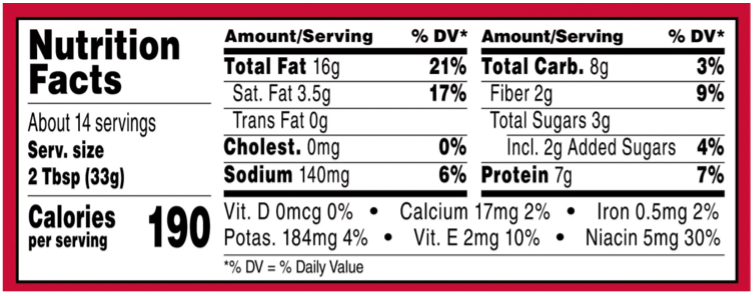 Nutrition
Facts
About 14 servings
Serv. size
2 Tbsp (33g)
Calories
per serving
190
Amount/Serving % DV*
Total Fat 16g 21%
Sat. Fat 3.5g 17%
Trans Fat 0g
Cholest. 0mg 0%
Sodium 140mg 6%
Amount/Serving % DV*
Total Carb. 8g 3%
Fiber 2g 9%
Total Sugars 3g
Incl. 2g Added Sugars 4%
Protein 7g 7%
Vit. D 0mcg 0% • Calcium 17mg 2% • Iron 0.5mg 2%
Potas. 184mg 4% • Vit. E 2mg 10% • Niacin 5mg 30%
*% DV = % Daily Value